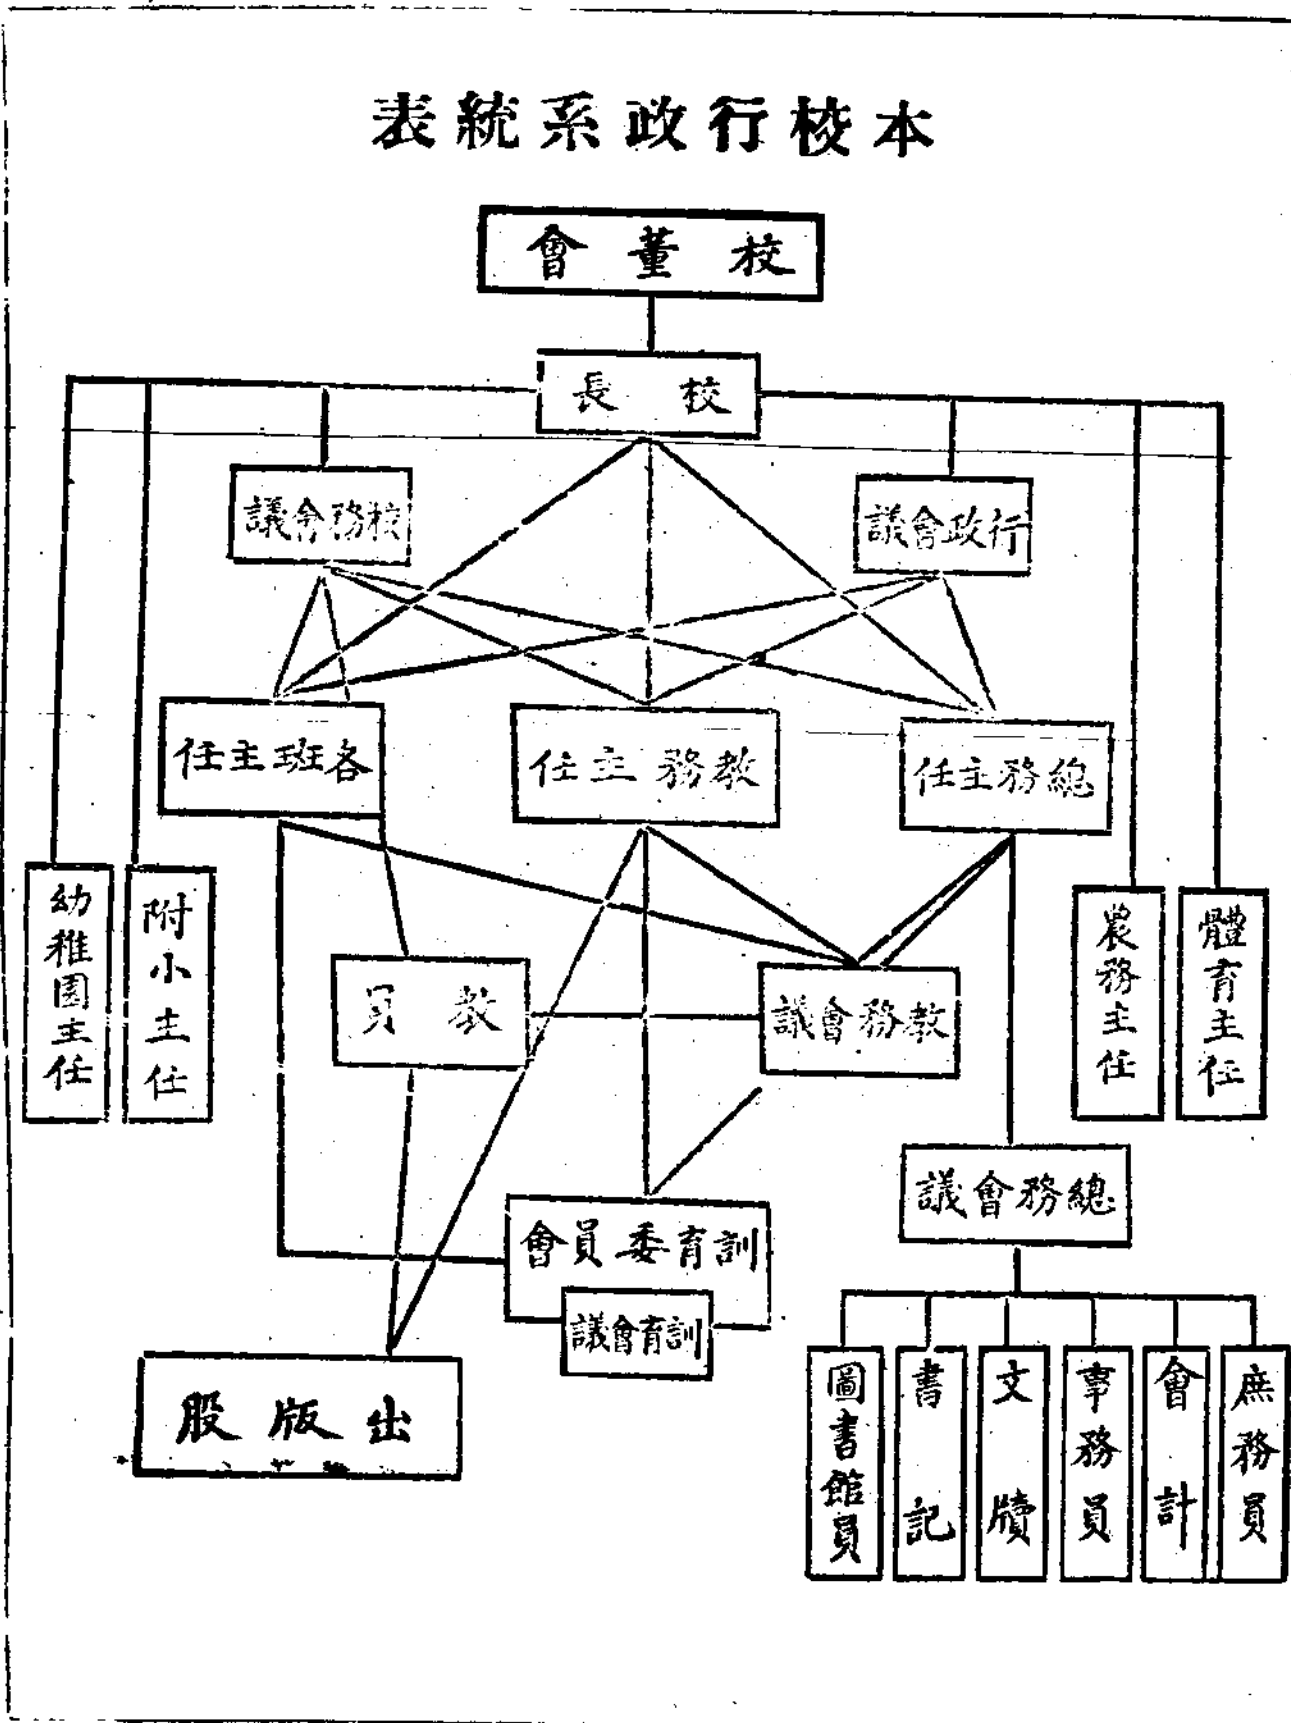 本校行政系統表
校董會
校長
行政會議
校務會議
總務主任
教務主任
各班主任
體育主任
農務主任
附小主任
幼稚園主任
教務會議
教員
總務會議
訓育委員會
訓育會議
出版股
庶務員
會計
事務員
文牘
書記
圖書館員